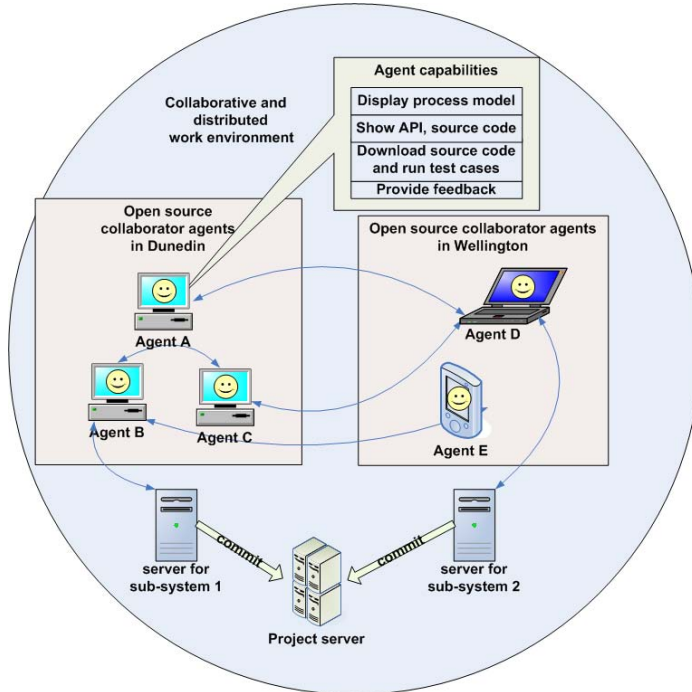 Agent capabilities
Display process model
Show API, source code
Download source code
and run test cases
Provide feedback
Collaborative and
distributed
work environment
Open source
collaborator agents
in Dunedin
Open source collaborator agents
in Wellington
Agent A
Agent D
Agent B
Agent C
Agent E
commit
commit
server for
sub-system 1
server for
sub-system 2
Project server